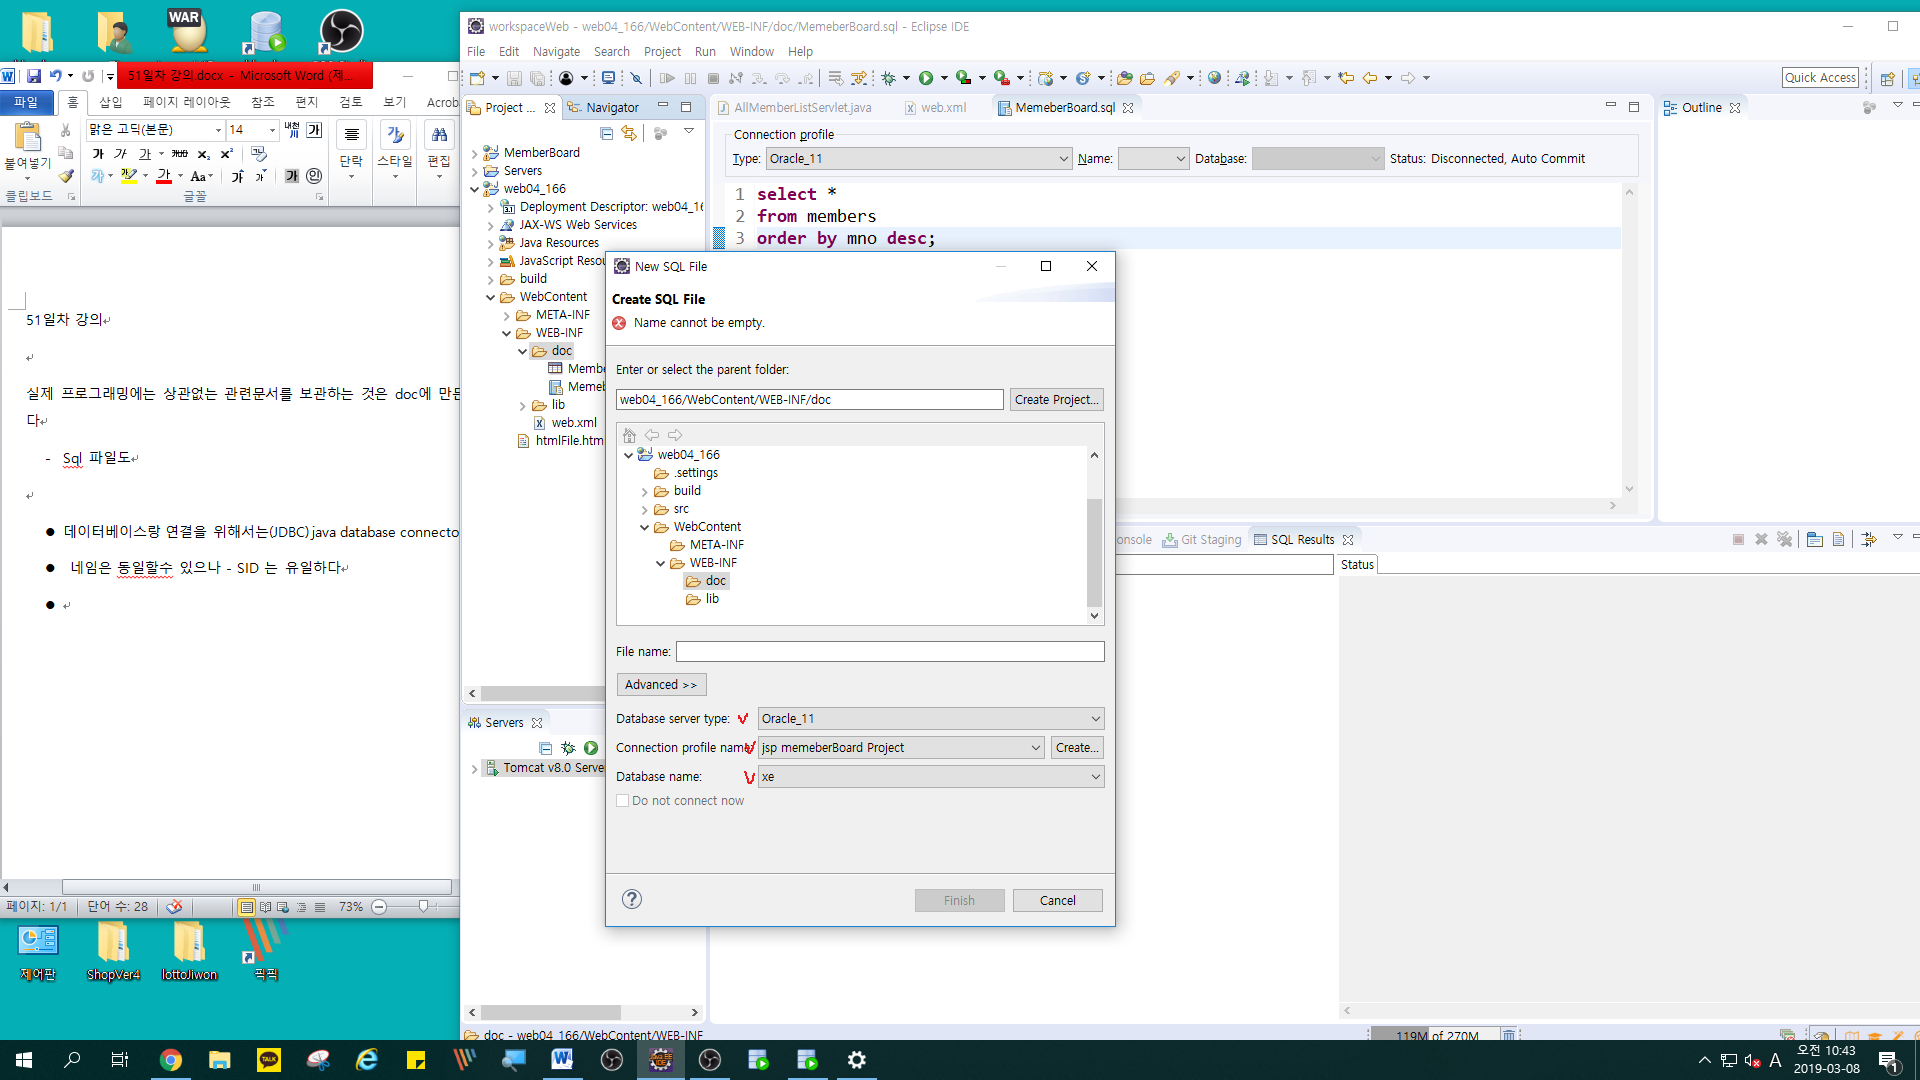 WAR
51일차 강의.docx - Microsoft Word (제...
파일 홈 삽입 페이지 레이아웃 참조 편지 검토 보기 Acroba
붙여넣기
맑은 고딕(본문) 14
단락 스타일 편집
클립보드 글꼴
51일차 강의
실제 프로그래밍에는 상관없는 관련문서를 보관하는 것은 doc에 만든
다
- Sql 파일도
● 데이터베이스랑 연결을 위해서는(JDBC) java database connecto
● 네임은 동일할수 있으나 - SID 는 유일하다
●
페이지: 1/1 단어 수: 28 73%
제어판 ShopVer4 lottoJiwon 픽픽
workspaceWeb - web04_166/WebContent/WEB-INF/doc/MemeberBoard.sql - Eclipse IDE
File Edit Navigate Search Project Run Window Help
Quick Access
Project ... Navigator
MemberBoard
Servers
web04_166
Deployment Descriptor: web04_16
JAX-WS Web Services
Java Resources
JavaScript Resou
build
WebContent
META-INF
WEB-INF
doc
Membe
Memeb
lib
web.xml
htmlFile.htm
AllMemberListServlet.java web.xml MemeberBoard.sql
Connection profile
Type: Oracle_11 Name: Database: Status: Disconnected, Auto Commit
1 select *
2 from members
3 order by mno desc;
Outline
New SQL File
Create SQL File
Name cannot be empty.
Enter or select the parent folder:
web04_166/WebContent/WEB-INF/doc Create Project...
web04_166
.settings
build
src
WebContent
META-INF
WEB-INF
doc
lib
File name:
Advanced >>
Database server type: Oracle_11
Connection profile name jsp memeberBoard Project Create...
Database name: xe
Do not connect now
Finish Cancel
onsole Git Staging SQL Results
Status
Servers
Tomcat v8.0 Serve
doc - web04_166/WebContent/WEB-INF
119M of 270M
TALK
A
오전 10:43
2019-03-08
1